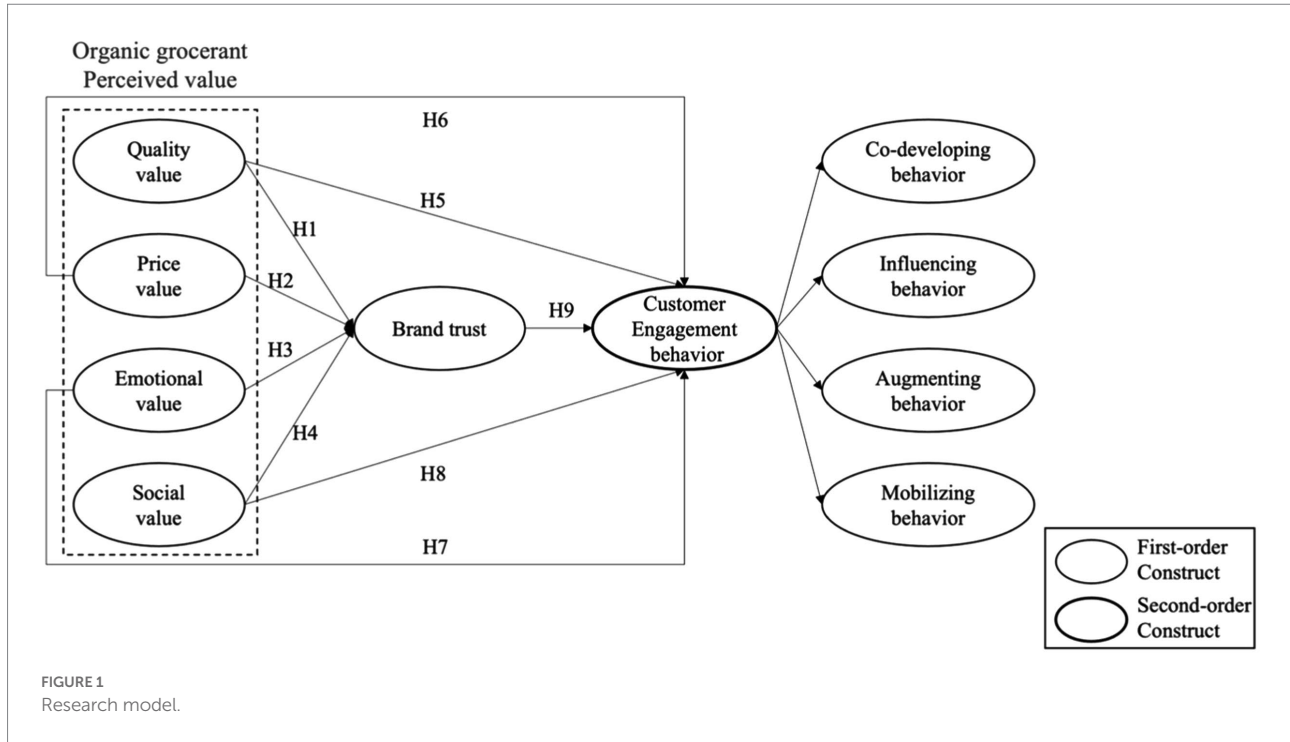 Organic grocerant
Perceived value
H6
Quality
value
Co-developing
behavior
H5
H1
Price
value
H2
Influencing
behavior
Brand trust
H9
Customer
Engagement
behavior
H3
Emotional
value
Augmenting
behavior
H4
H8
Social
value
Mobilizing
behavior
H7
First-order
Construct
Second-order
Construct
FIGURE 1
Research model.